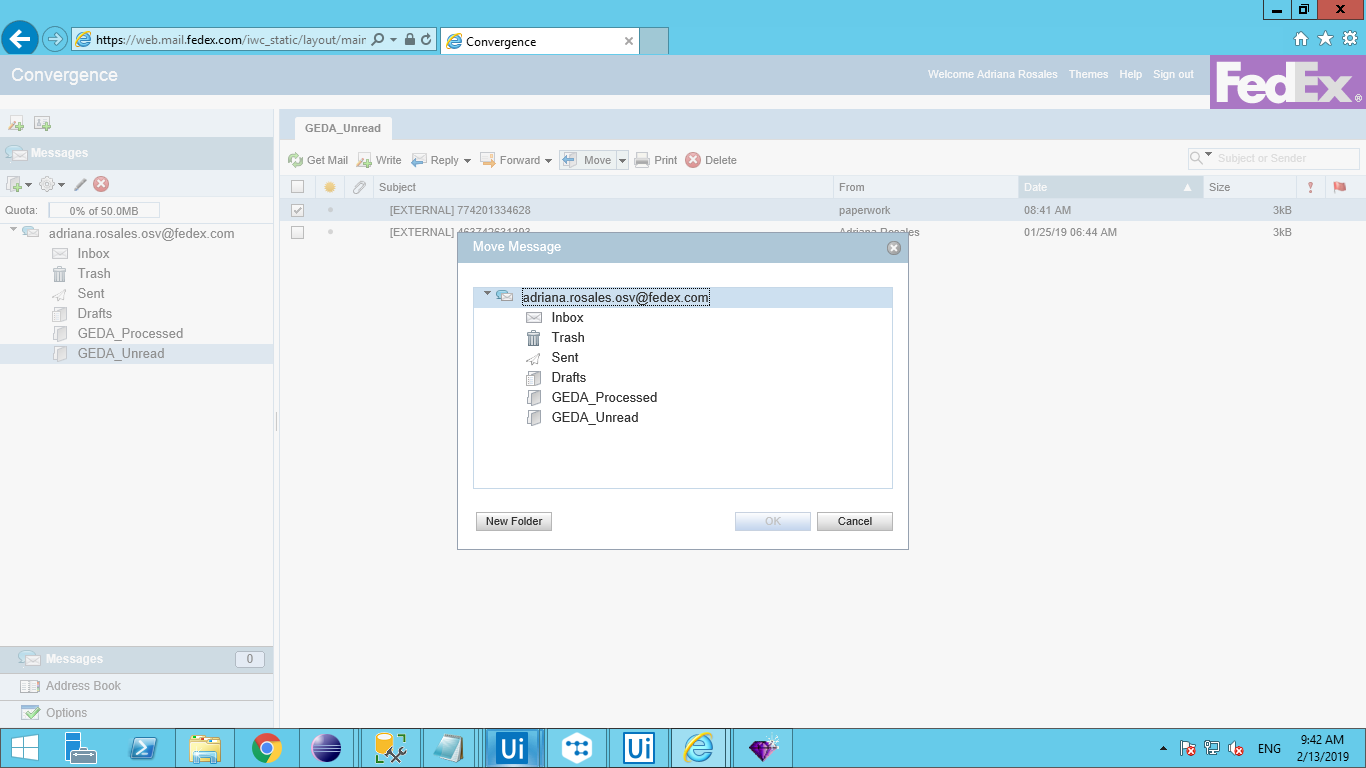 https://web.mail.fedex.com/iwc_static/layout/mair
Convergence
Convergence
Welcome Adriana Rosales Themes Help Sign out
FedEx®
GEDA_Unread
Messages
Get Mail Write Reply Forward Move Print Delete
Subject or Sender
Subject From Date Size
Quota: 0% of 50.0MB
[EXTERNAL] 774201334628 paperwork 08:41 AM 3kB
[EXTERNAL] 463742631393 Adriana Rosales 01/25/19 06:44 AM 3kB
adriana.rosales.osv@fedex.com
Inbox
Trash
Sent
Drafts
GEDA_Processed
GEDA_Unread
Move Message
adriana.rosales.osv@fedex.com
Inbox
Trash
Sent
Drafts
GEDA_Processed
GEDA_Unread
New Folder OK Cancel
Messages 0
Address Book
Options
Ui
Ui
ENG
9:42 AM
2/13/2019